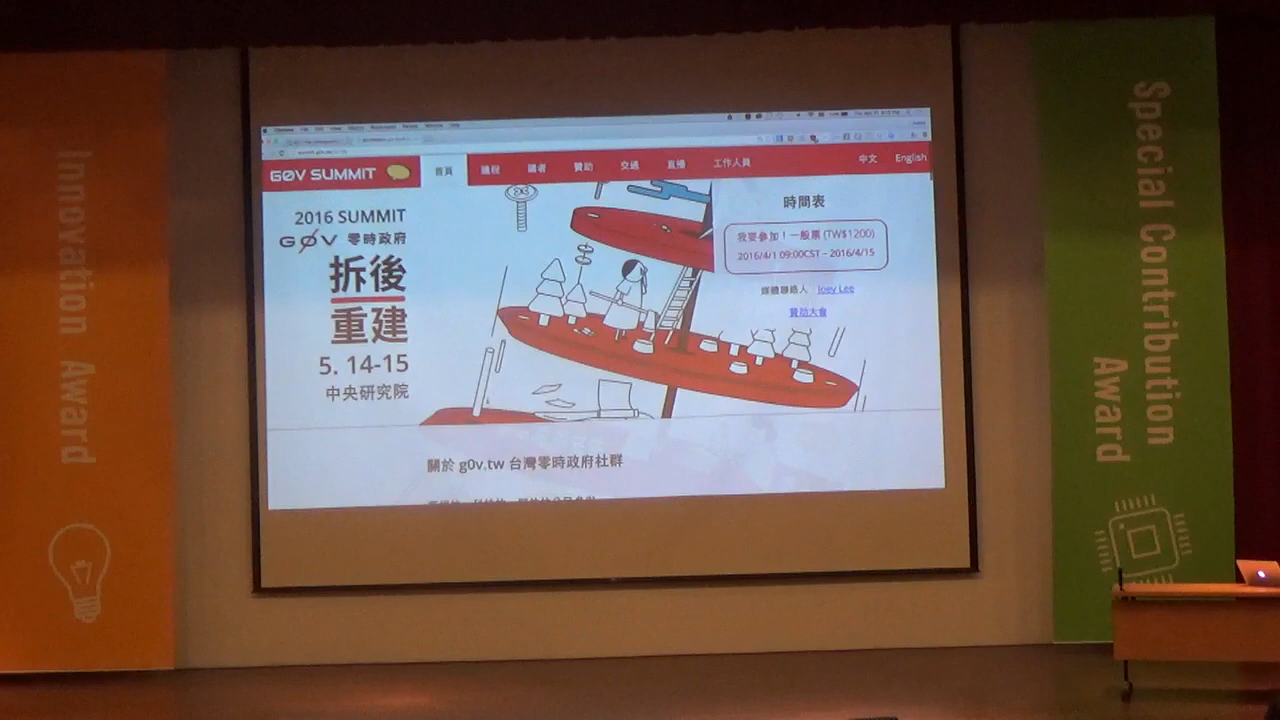 Innovation Award
G0V SUMMIT
首頁
議程
講者
贊助
交通
直播
工作人員
中文
English
2016 SUMMIT
G0V 零時政府
拆後
重建
5. 14-15
中央研究院
時間表
我要參加！一般票 (TW$1200)
2016/4/1 09:00CST – 2016/4/15
媒體聯絡人 Joey Lee
贊助大會
關於 g0v.tw 台灣零時政府社群
Special Contribution
Award